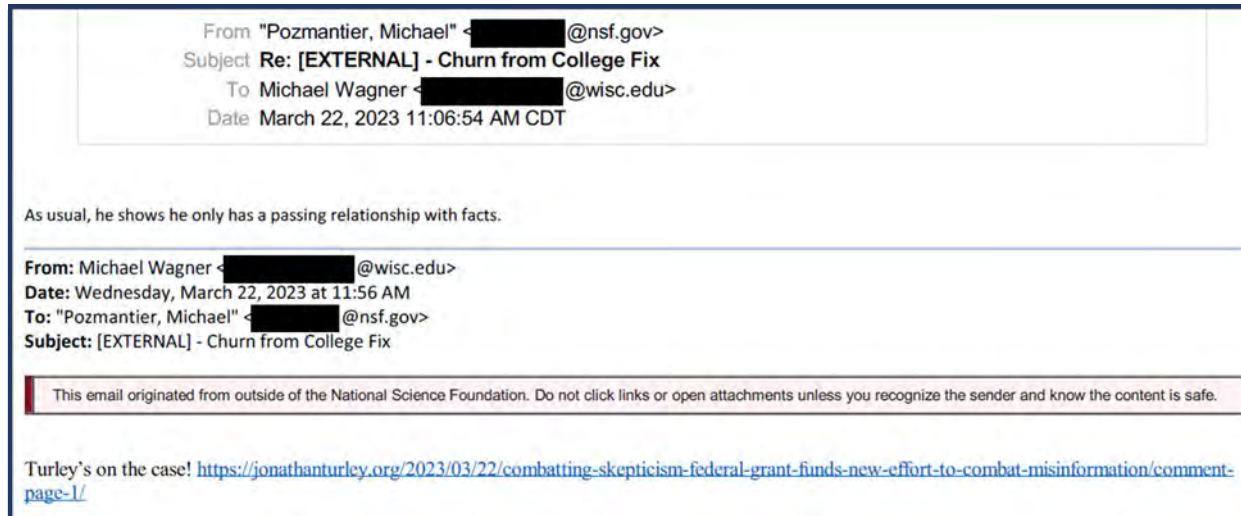 From "Pozmantier, Michael" < @nsf.gov>
Subject Re: [EXTERNAL] - Churn from College Fix
To Michael Wagner < @wisc.edu>
Date March 22, 2023 11:06:54 AM CDT
As usual, he shows he only has a passing relationship with facts.
From: Michael Wagner < @wisc.edu>
Date: Wednesday, March 22, 2023 at 11:56 AM
To: "Pozmantier, Michael" < @nsf.gov>
Subject: [EXTERNAL] - Churn from College Fix
This email originated from outside of the National Science Foundation. Do not click links or open attachments unless you recognize the sender and know the content is safe.
Turley's on the case! https://jonathanturley.org/2023/03/22/combatting-skepticism-federal-grant-funds-new-effort-to-combat-misinformation/comment-
page-1/